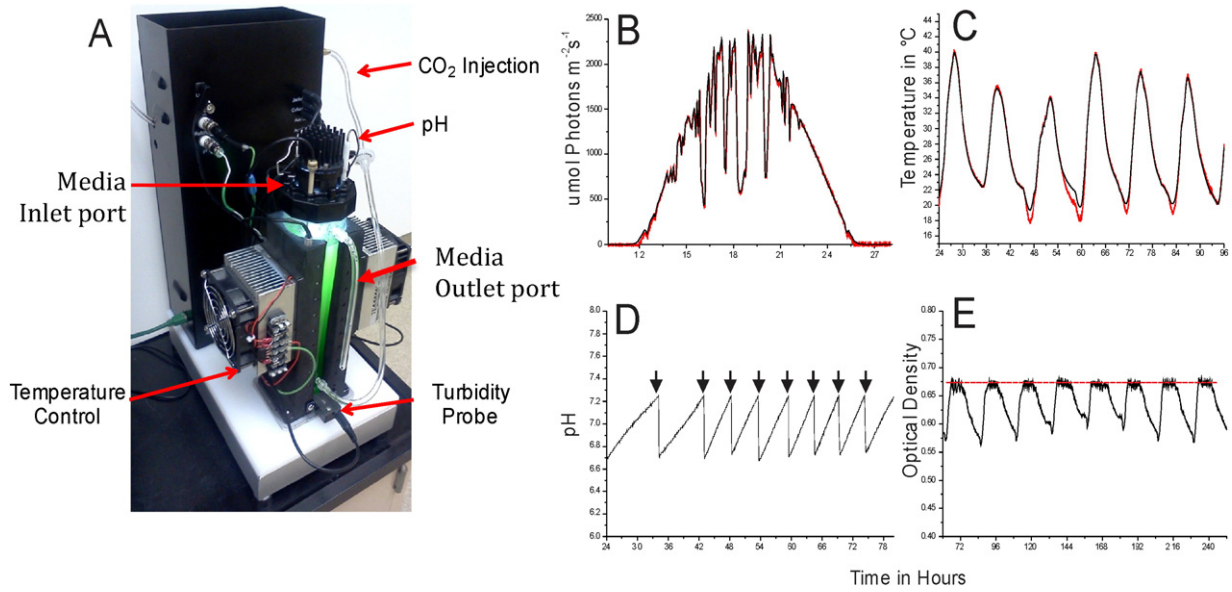 A
CO2 Injection
pH
Media
Inlet port
Media
Outlet port
Temperature
Control
Turbidity
Probe
B
umol Photons m-2s-1
2500
2000
1500
1000
500
0
12 15 18 21 24 27
C
Temperature in °C
44
42
40
38
36
34
32
30
28
26
24
22
20
18
16
24 30 36 42 48 54 60 66 72 78 84 90 96
D
pH
8.0
7.8
7.6
7.4
7.2
7.0
6.8
6.6
6.4
6.2
6.0
24 30 36 42 48 54 60 66 72 78
E
Optical Density
0.80
0.75
0.70
0.65
0.60
0.55
0.50
0.45
0.40
72 96 120 144 168 192 216 240
Time in Hours